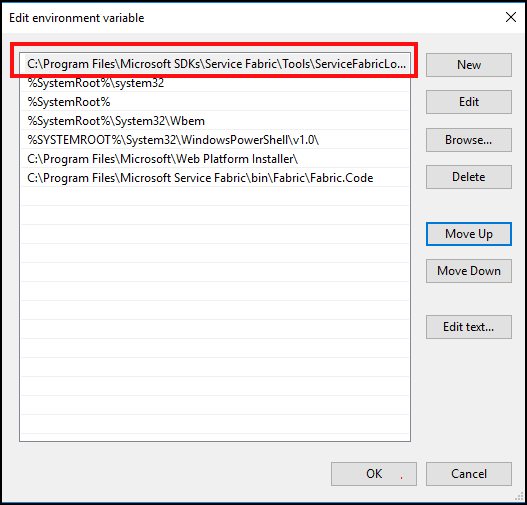 Edit environment variable
C:\Program Files\Microsoft SDKs\Service Fabric\Tools\ServiceFabricLo...
%SystemRoot%\system32
%SystemRoot%
%SystemRoot%\System32\Wbem
%SYSTEMROOT%\System32\WindowsPowerShell\v1.0\
C:\Program Files\Microsoft\Web Platform Installer\
C:\Program Files\Microsoft Service Fabric\bin\Fabric\Fabric.Code
New
Edit
Browse...
Delete
Move Up
Move Down
Edit text...
OK
Cancel